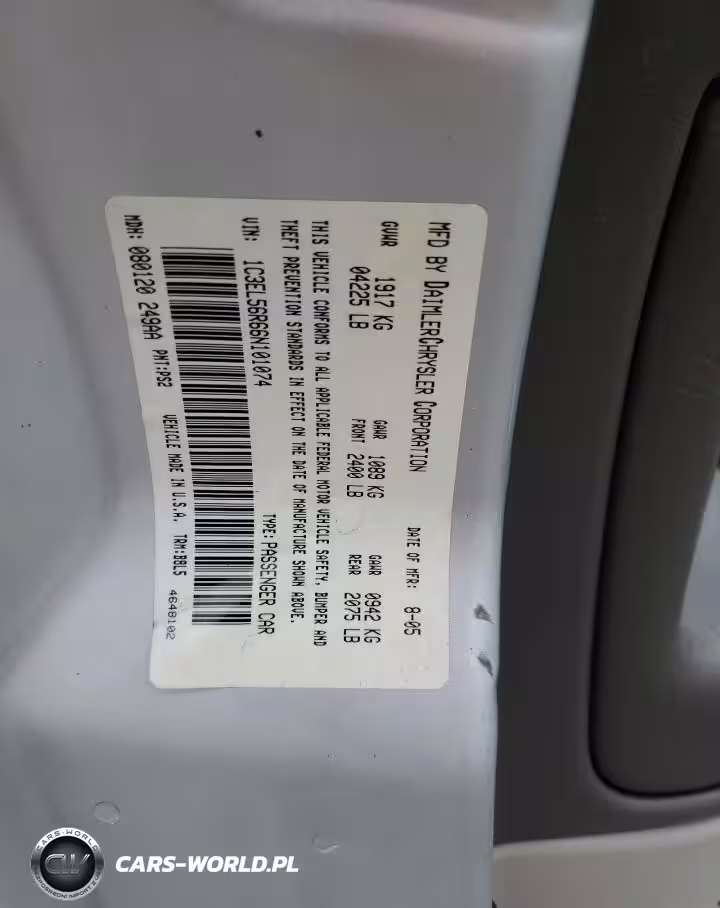 MFD BY DAIMLERCHRYSLER CORPORATION DATE OF MFR: 8-05
GVWR 1917 KG GAWR 1089 KG GAWR 0942 KG
04225 LB FRONT 2400 LB REAR 2075 LB
THIS VEHICLE CONFORMS TO ALL APPLICABLE FEDERAL MOTOR VEHICLE SAFETY, BUMPER AND
THEFT PREVENTION STANDARDS IN EFFECT ON THE DATE OF MANUFACTURE SHOWN ABOVE.
VIN: 1C3EL56R66N101074 TYPE: PASSENGER CAR
MDH: 080120 249AA PNT:PS2 VEHICLE MADE IN U.S.A. TRM:BBL5 4648102
CARS-WORLD
CW
CARS-WORLD.PL